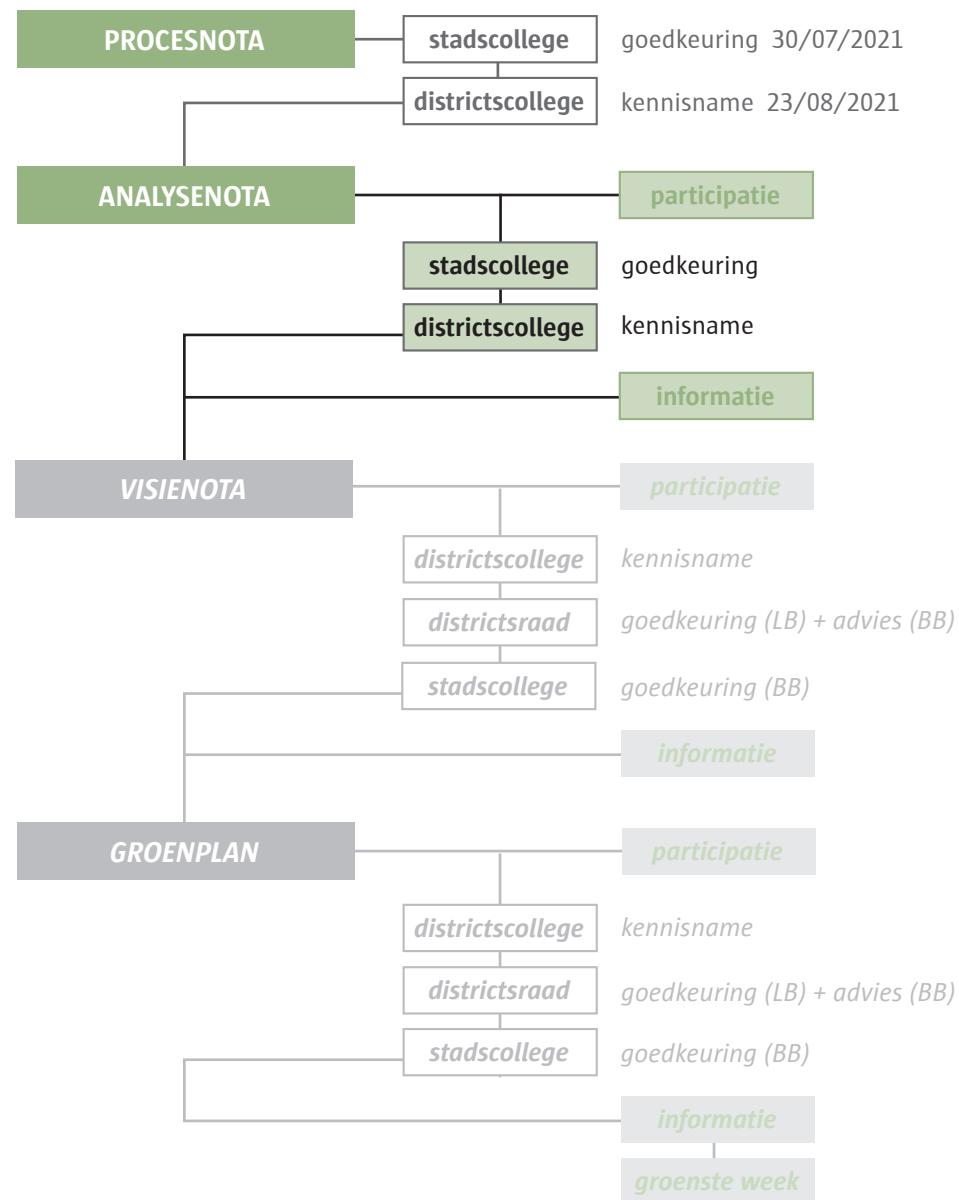 PROCESNOTA stadscollege goedkeuring 30/07/2021
districtscollege kennisname 23/08/2021
ANALYSENOTA participatie
stadscollege goedkeuring
districtscollege kennisname
informatie
VISIENOTA participatie
districtscollege kennisname
districtsraad goedkeuring (LB) + advies (BB)
stadscollege goedkeuring (BB)
informatie
GROENPLAN participatie
districtscollege kennisname
districtsraad goedkeuring (LB) + advies (BB)
stadscollege goedkeuring (BB)
informatie
groenste week